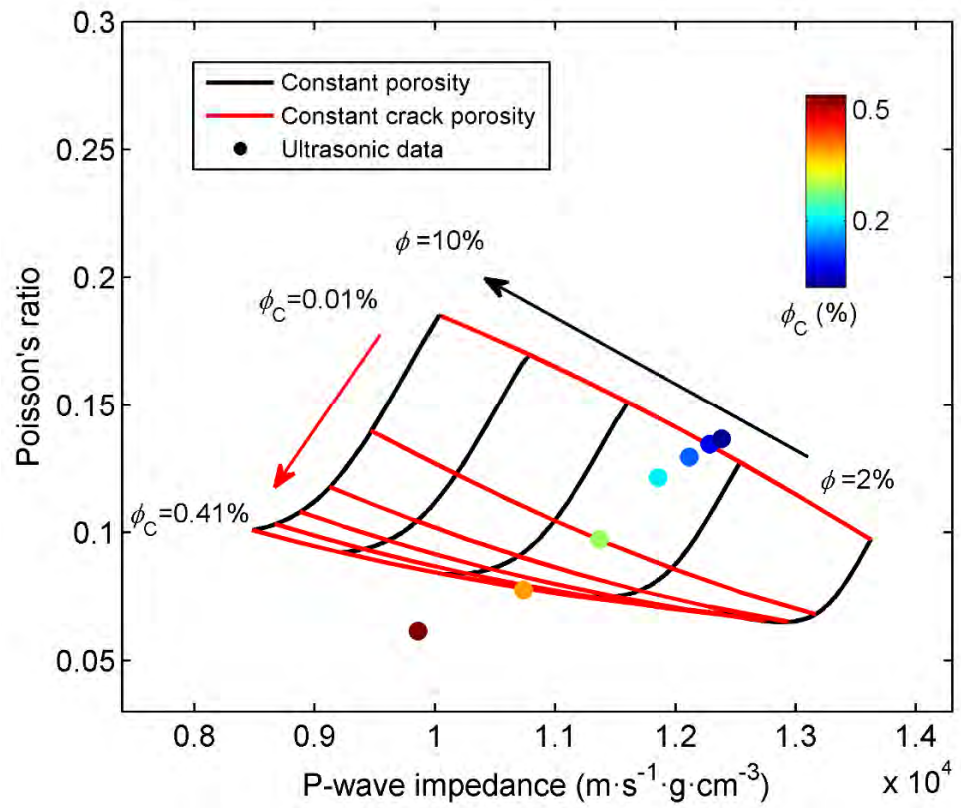 0.3
0.25
0.2
0.15
0.1
0.05
Poisson's ratio
Constant porosity
Constant crack porosity
Ultrasonic data
0.5
0.2
ϕC (%)
ϕ=10%
ϕC=0.01%
ϕC=0.41%
ϕ=2%
0.8 0.9 1 1.1 1.2 1.3 1.4
x 10⁴
P-wave impedance (m·s⁻¹·g·cm⁻³)